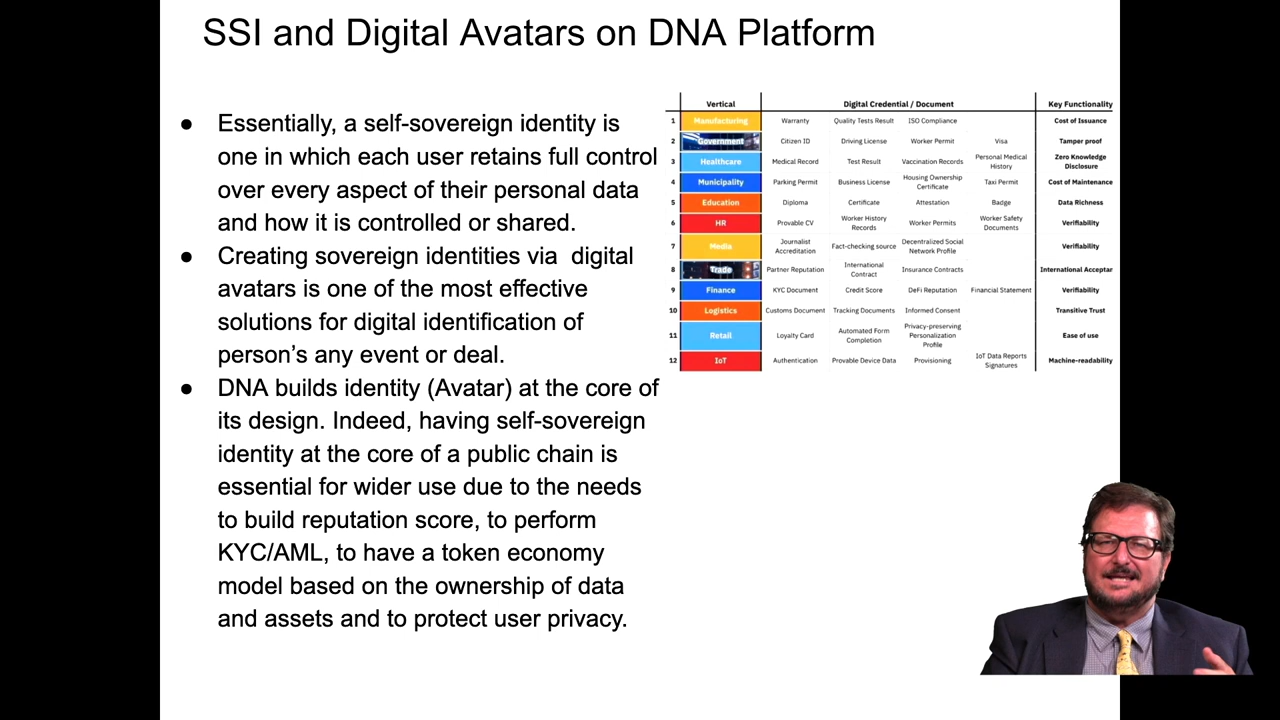 SSI and Digital Avatars on DNA Platform
● Essentially, a self-sovereign identity is
one in which each user retains full control
over every aspect of their personal data
and how it is controlled or shared.
● Creating sovereign identities via  digital
avatars is one of the most effective
solutions for digital identification of
person’s any event or deal.
● DNA builds identity (Avatar) at the core of
its design. Indeed, having self-sovereign
identity at the core of a public chain is
essential for wider use due to the needs
to build reputation score, to perform
KYC/AML, to have a token economy
model based on the ownership of data
and assets and to protect user privacy.
Vertical Digital Credential / Document Key Functionality
1 Manufacturing Warranty Quality Tests Result ISO Compliance Cost of Issuance
2 Government Citizen ID Driving License Worker Permit Visa Tamper proof
3 Healthcare Medical Record Test Result Vaccination Records Personal Medical History Zero Knowledge Disclosure
4 Municipality Parking Permit Business License Housing Ownership Certificate Taxi Permit Cost of Maintenance
5 Education Diploma Certificate Attestation Badge Data Richness
6 HR Provable CV Worker History Records Worker Permits Worker Safety Documents Verifiability
7 Media Journalist Accreditation Fact-checking source Decentralized Social Network Profile Verifiability
8 Trade Partner Reputation International Contract Insurance Contracts International Acceptar
9 Finance KYC Document Credit Score DeFi Reputation Financial Statement Verifiability
10 Logistics Customs Document Tracking Documents Informed Consent Transitive Trust
11 Retail Loyalty Card Automated Form Completion Privacy-preserving Personalization Profile Ease of use
12 IoT Authentication Provable Device Data Provisioning IoT Data Reports Signatures Machine-readability